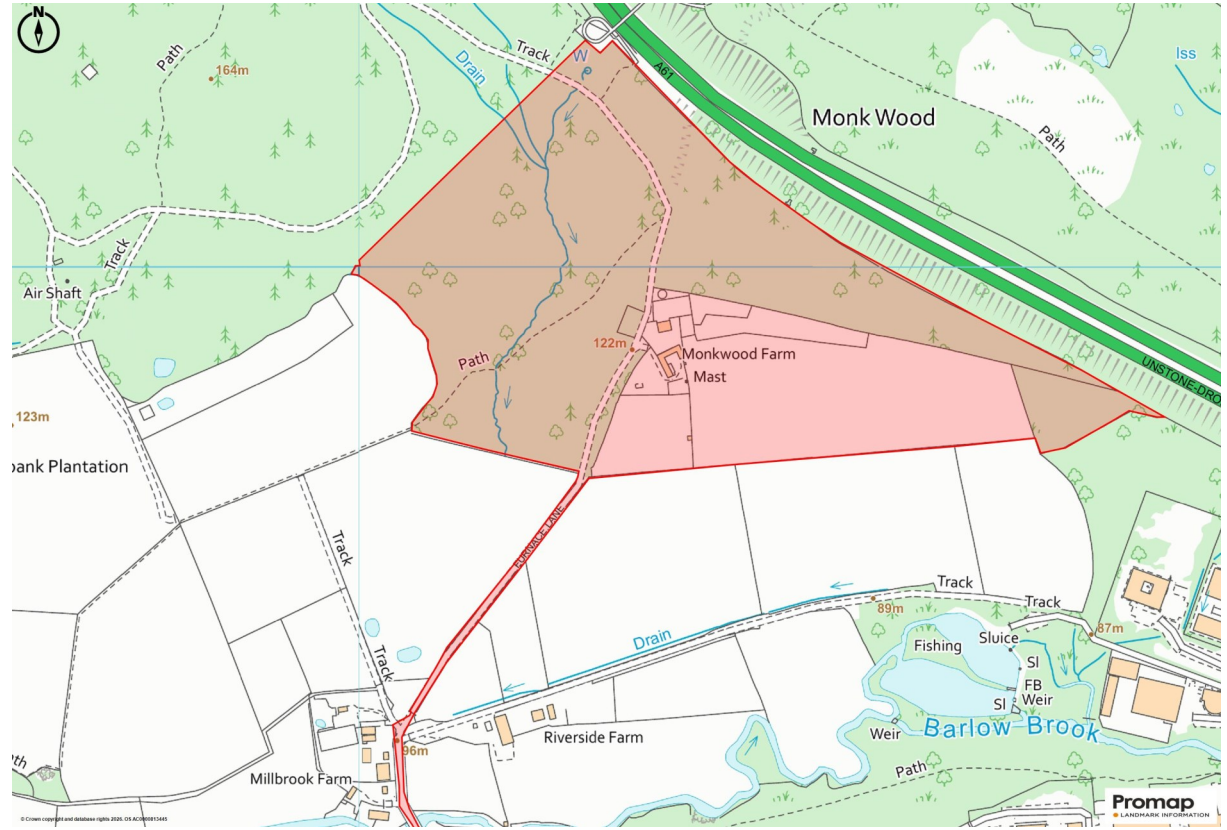 N
Track
Path
164m
Drain
W
A61
Iss
Monk Wood
Path
Track
Air Shaft
Path
122m
Monkwood Farm
Mast
UNSTONE-DRO
123m
bank Plantation
FURNACE LANE
Track
Track
89m
Track
Drain
Fishing
Sluice
87m
Sl
FB
Weir
Sl
Track
Riverside Farm
Weir
Barlow Brook
96m
Path
Millbrook Farm
Promap
LANDMARK INFORMATION